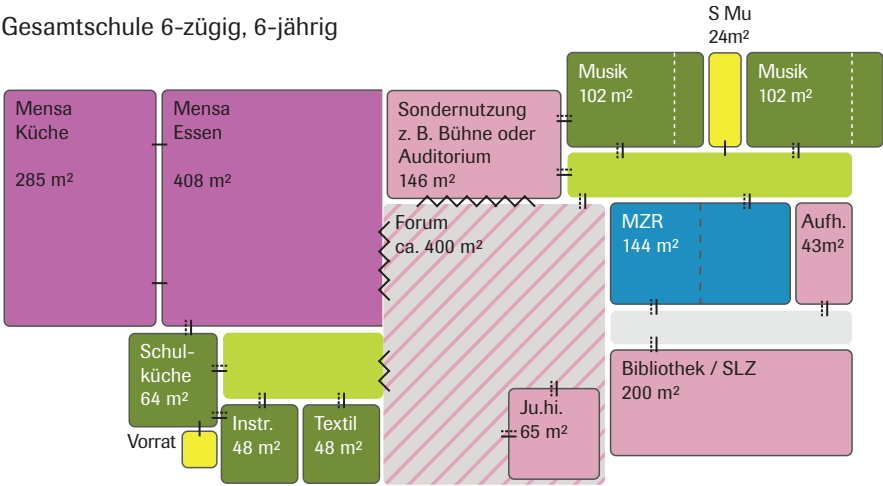 Gesamtschule 6-zügig, 6-jährig
S Mu
24m²
Mensa
Küche
285 m²
Mensa
Essen
408 m²
Sondernutzung
z. B. Bühne oder
Auditorium
146 m²
Musik
102 m²
Musik
102 m²
Forum
ca. 400 m²
MZR
144 m²
Aufh.
43m²
Schul-
küche
64 m²
Bibliothek / SLZ
200 m²
Vorrat
Instr.
48 m²
Textil
48 m²
Ju.hi.
65 m²